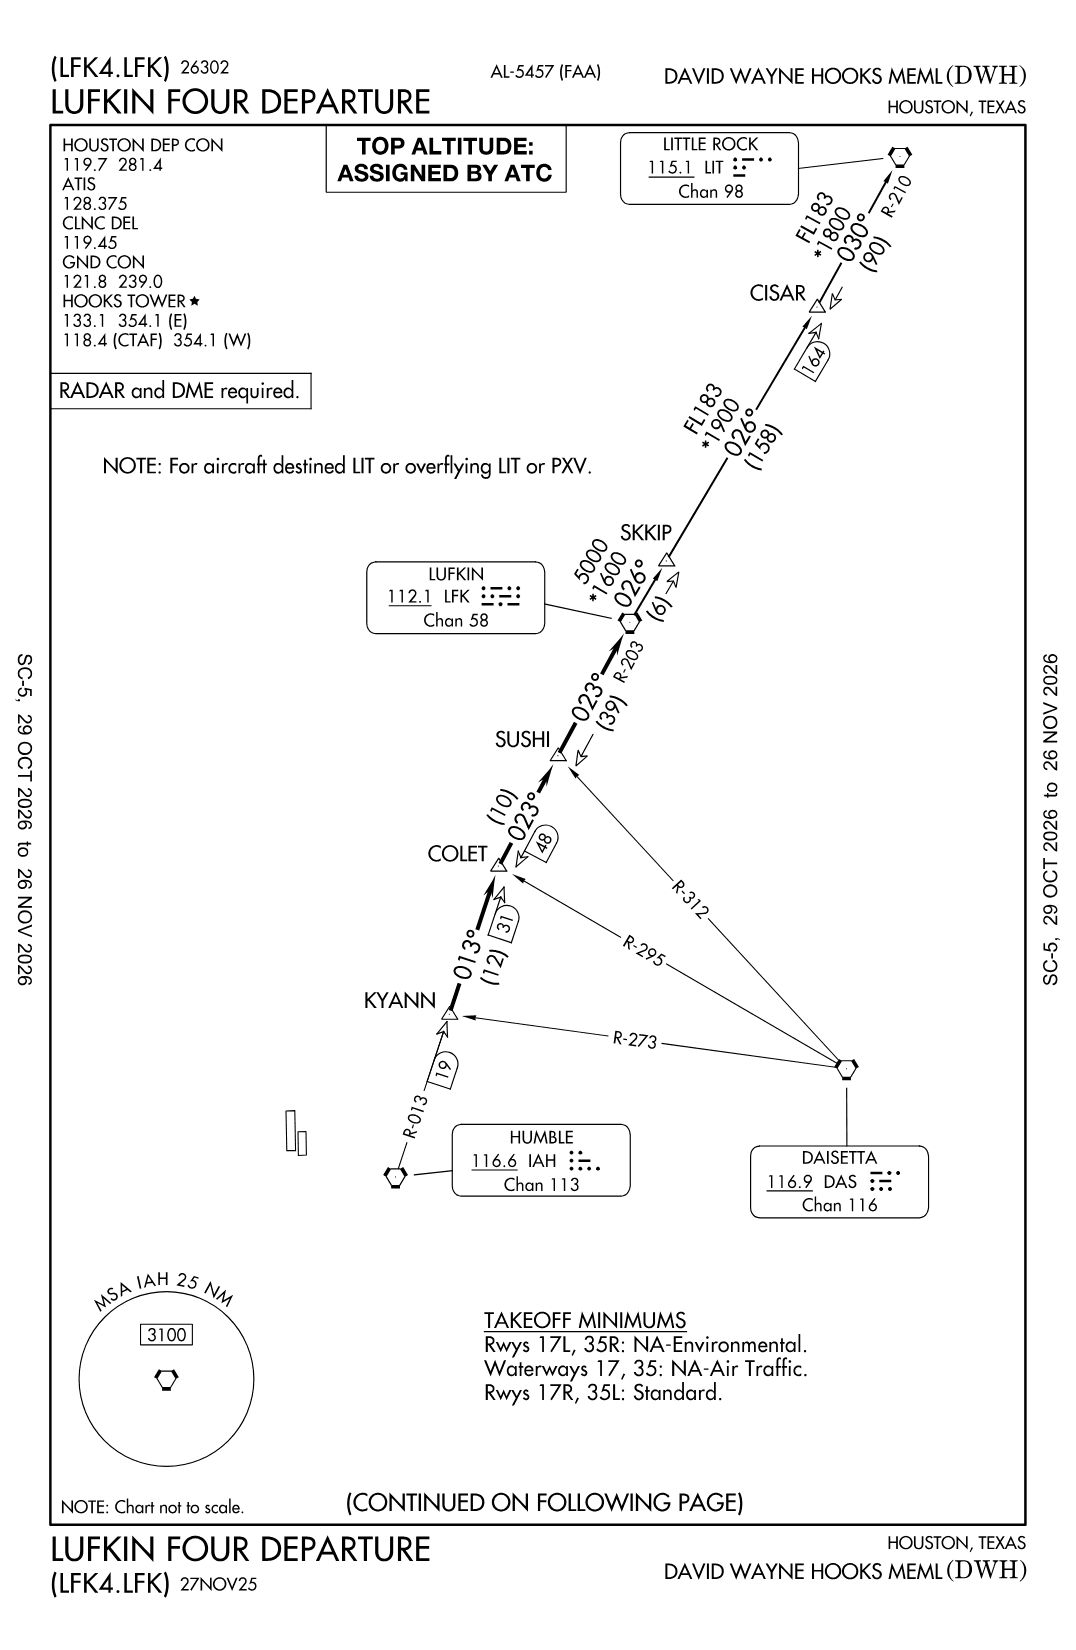 (LFK4.LFK) 26302
AL-5457 (FAA)
DAVID WAYNE HOOKS MEML (DWH)
LUFKIN FOUR DEPARTURE
HOUSTON, TEXAS
HOUSTON DEP CON
119.7 281.4
ATIS
128.375
CLNC DEL
119.45
GND CON
121.8 239.0
HOOKS TOWER ★
133.1 354.1 (E)
118.4 (CTAF) 354.1 (W)
TOP ALTITUDE:
ASSIGNED BY ATC
LITTLE ROCK
115.1 LIT
Chan 98
R-210
FL183
*1800
030°
(90)
CISAR
164
RADAR and DME required.
FL183
*1900
026°
(158)
NOTE: For aircraft destined LIT or overflying LIT or PXV.
SKKIP
5000
*1600
026°
(6)
LUFKIN
112.1 LFK
Chan 58
R-203
023°
(39)
SUSHI
(10)
023°
48
COLET
R-312
31
R-295
013°
(12)
KYANN
R-273
19
R-013
HUMBLE
116.6 IAH
Chan 113
DAISETTA
116.9 DAS
Chan 116
MSA IAH 25 NM
3100
TAKEOFF MINIMUMS
Rwys 17L, 35R: NA-Environmental.
Waterways 17, 35: NA-Air Traffic.
Rwys 17R, 35L: Standard.
NOTE: Chart not to scale.
(CONTINUED ON FOLLOWING PAGE)
LUFKIN FOUR DEPARTURE
HOUSTON, TEXAS
(LFK4.LFK) 27NOV25
DAVID WAYNE HOOKS MEML (DWH)
SC-5, 29 OCT 2026 to 26 NOV 2026
SC-5, 29 OCT 2026 to 26 NOV 2026